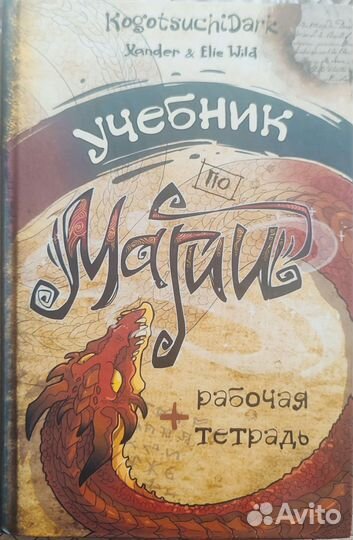 KogotsuchiDark
Xander & Elie Wild
учебник
по
Магии
+ рабочая
тетрадь
Avito